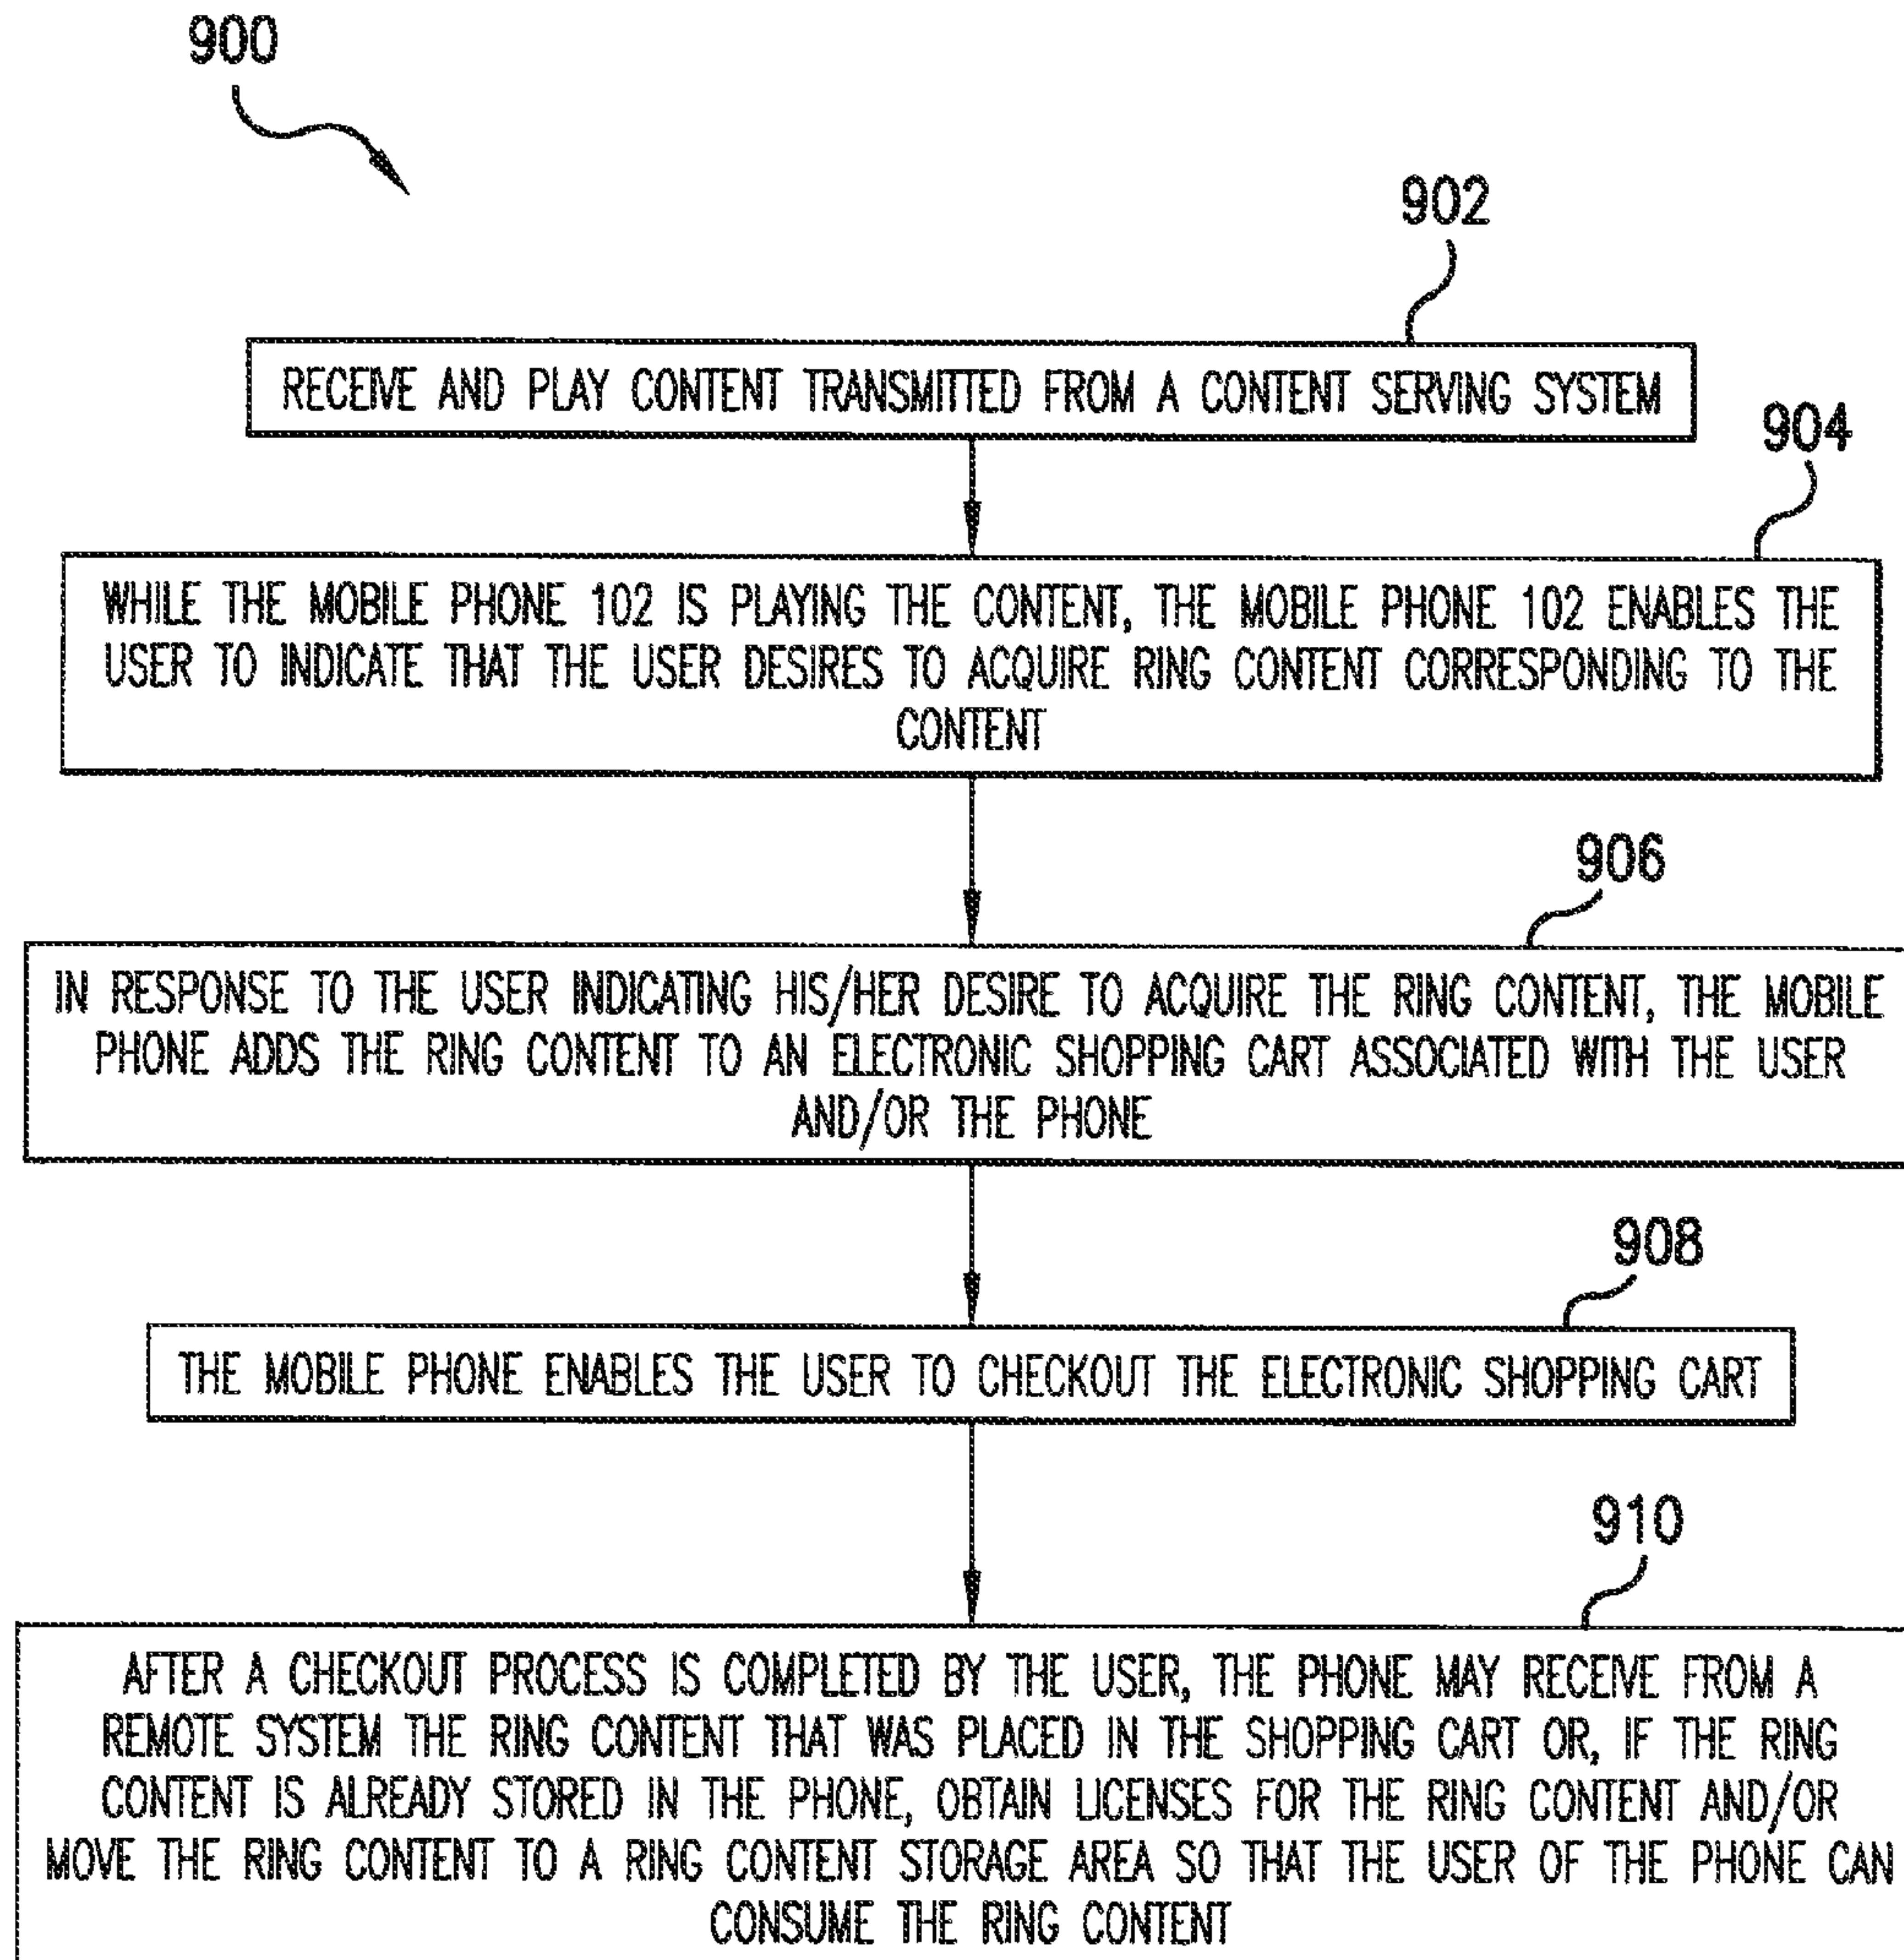 900
902
RECEIVE AND PLAY CONTENT TRANSMITTED FROM A CONTENT SERVING SYSTEM
904
WHILE THE MOBILE PHONE 102 IS PLAYING THE CONTENT, THE MOBILE PHONE 102 ENABLES THE
USER TO INDICATE THAT THE USER DESIRES TO ACQUIRE RING CONTENT CORRESPONDING TO THE
CONTENT
906
IN RESPONSE TO THE USER INDICATING HIS/HER DESIRE TO ACQUIRE THE RING CONTENT, THE MOBILE
PHONE ADDS THE RING CONTENT TO AN ELECTRONIC SHOPPING CART ASSOCIATED WITH THE USER
AND/OR THE PHONE
908
THE MOBILE PHONE ENABLES THE USER TO CHECKOUT THE ELECTRONIC SHOPPING CART
910
AFTER A CHECKOUT PROCESS IS COMPLETED BY THE USER, THE PHONE MAY RECEIVE FROM A
REMOTE SYSTEM THE RING CONTENT THAT WAS PLACED IN THE SHOPPING CART OR, IF THE RING
CONTENT IS ALREADY STORED IN THE PHONE, OBTAIN LICENSES FOR THE RING CONTENT AND/OR
MOVE THE RING CONTENT TO A RING CONTENT STORAGE AREA SO THAT THE USER OF THE PHONE CAN
CONSUME THE RING CONTENT